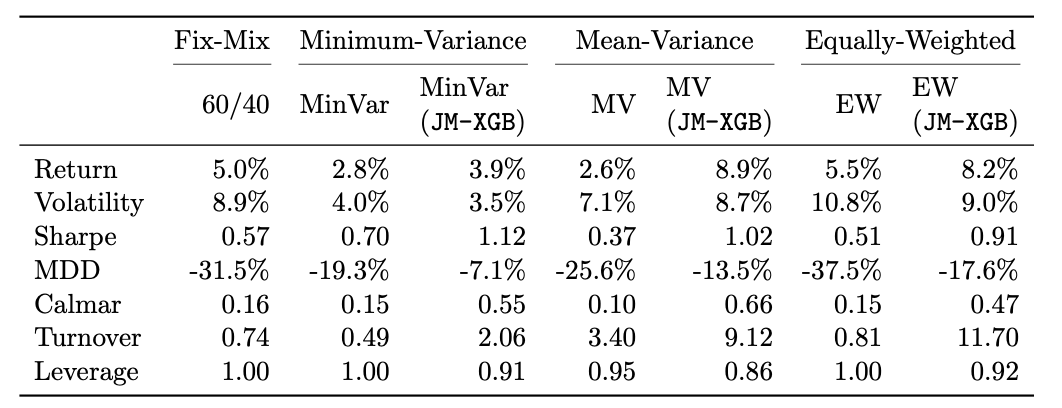 Fix-Mix Minimum-Variance Mean-Variance Equally-Weighted
60/40 MinVar MinVar (JM-XGB) MV MV (JM-XGB) EW EW (JM-XGB)
Return 5.0% 2.8% 3.9% 2.6% 8.9% 5.5% 8.2%
Volatility 8.9% 4.0% 3.5% 7.1% 8.7% 10.8% 9.0%
Sharpe 0.57 0.70 1.12 0.37 1.02 0.51 0.91
MDD -31.5% -19.3% -7.1% -25.6% -13.5% -37.5% -17.6%
Calmar 0.16 0.15 0.55 0.10 0.66 0.15 0.47
Turnover 0.74 0.49 2.06 3.40 9.12 0.81 11.70
Leverage 1.00 1.00 0.91 0.95 0.86 1.00 0.92